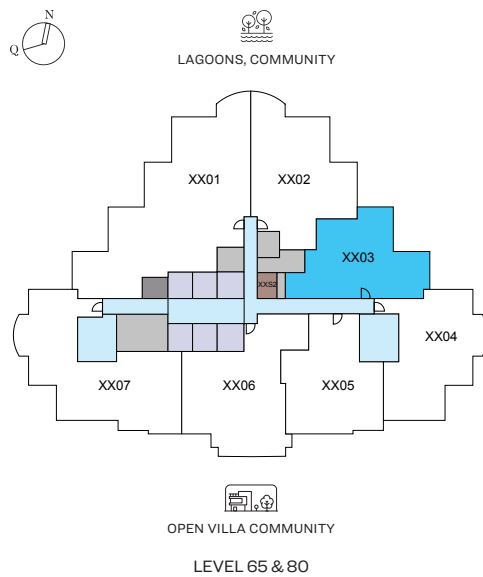 N
Q
LAGOONS, COMMUNITY
XX01
XX02
XX03
XXS2
XX04
XX07
XX06
XX05
OPEN VILLA COMMUNITY
LEVEL 65 & 80